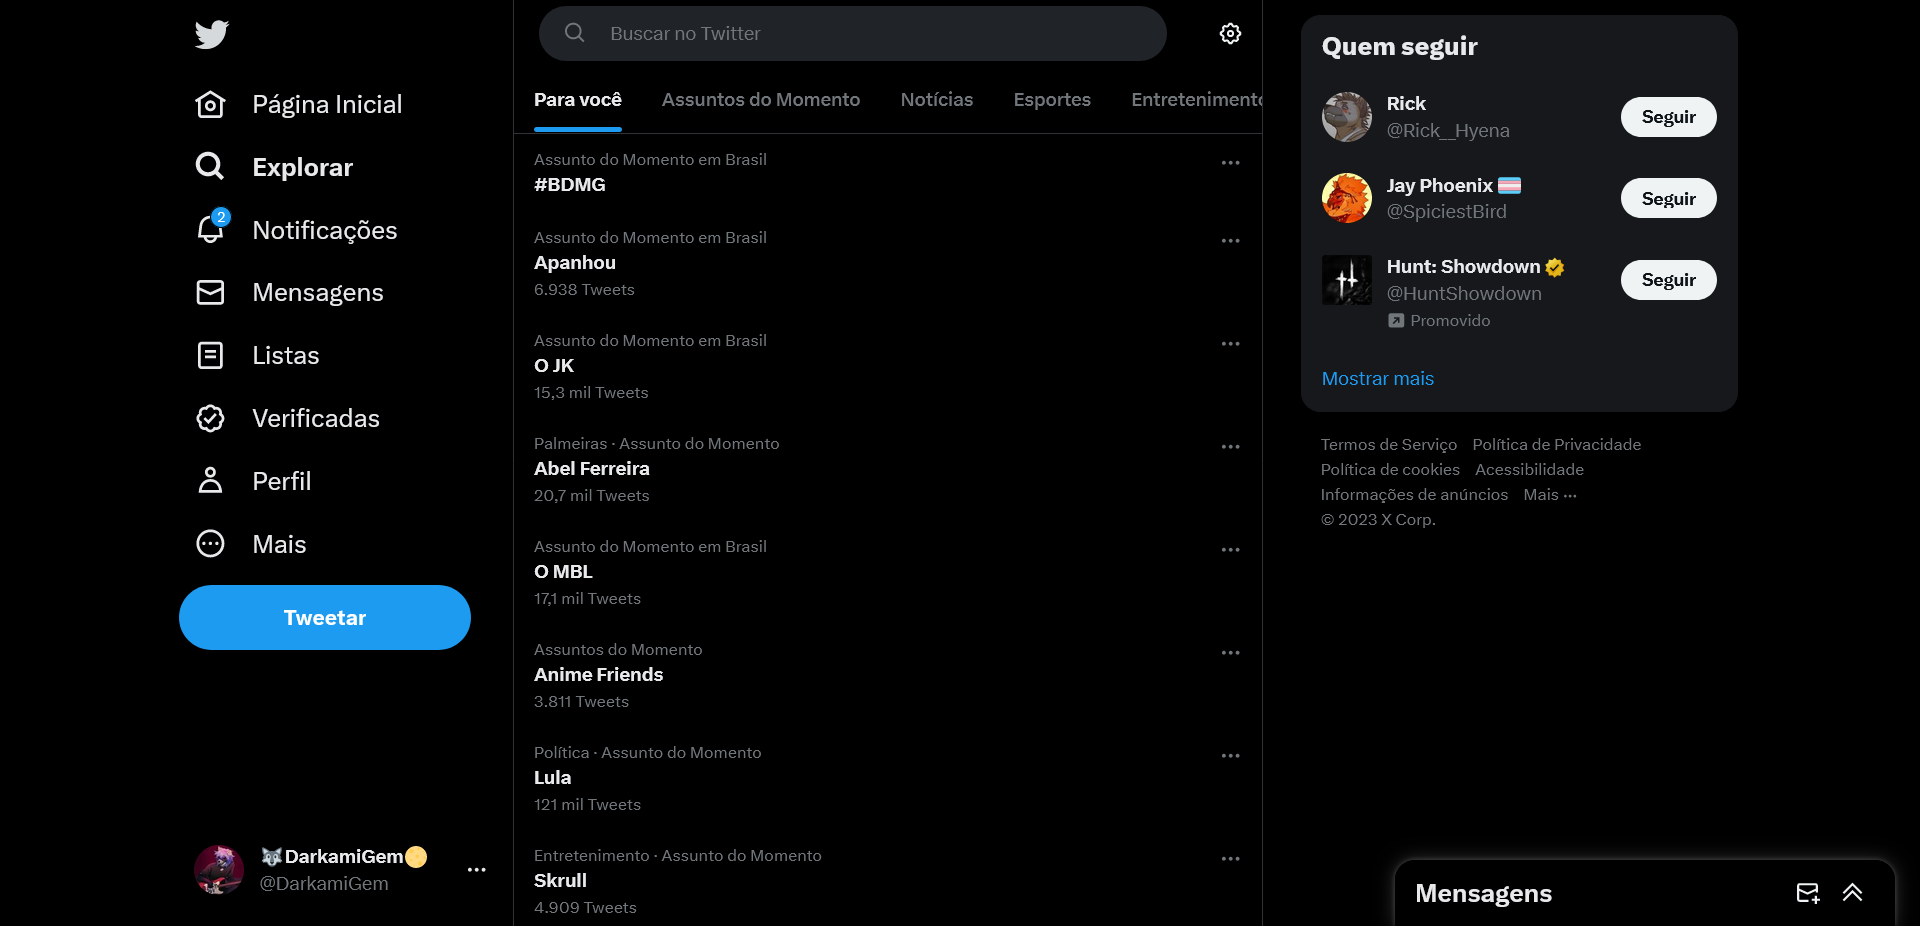 Página Inicial
Explorar
2
Notificações
Mensagens
Listas
Verificadas
Perfil
Mais
Tweetar
DarkamiGem
@DarkamiGem
Buscar no Twitter
Para você Assuntos do Momento Notícias Esportes Entretenimento
Assunto do Momento em Brasil
#BDMG
Assunto do Momento em Brasil
Apanhou
6.938 Tweets
Assunto do Momento em Brasil
O JK
15,3 mil Tweets
Palmeiras · Assunto do Momento
Abel Ferreira
20,7 mil Tweets
Assunto do Momento em Brasil
O MBL
17,1 mil Tweets
Assuntos do Momento
Anime Friends
3.811 Tweets
Política · Assunto do Momento
Lula
121 mil Tweets
Entretenimento · Assunto do Momento
Skrull
4.909 Tweets
Quem seguir
Rick
@Rick__Hyena
Seguir
Jay Phoenix
@SpiciestBird
Seguir
Hunt: Showdown
@HuntShowdown
Promovido
Seguir
Mostrar mais
Termos de Serviço Política de Privacidade
Política de cookies Acessibilidade
Informações de anúncios Mais ···
© 2023 X Corp.
Mensagens